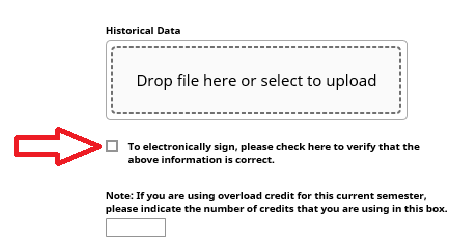 Historical Data
Drop file here or select to upload
To electronically sign, please check here to verify that the
above information is correct.
Note: If you are using overload credit for this current semester,
please indicate the number of credits that you are using in this box.